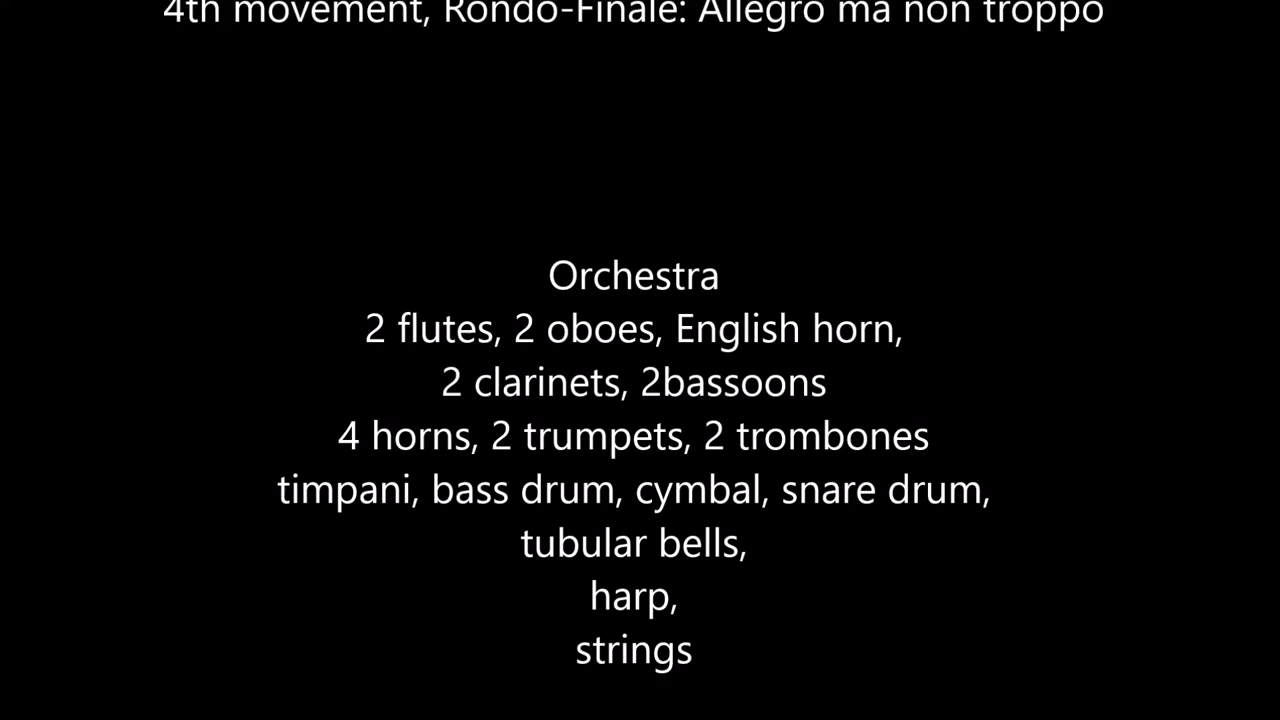 4th movement, Rondo-Finale: Allegro ma non troppo
Orchestra
2 flutes, 2 oboes, English horn,
2 clarinets, 2bassoons
4 horns, 2 trumpets, 2 trombones
timpani, bass drum, cymbal, snare drum,
tubular bells,
harp,
strings